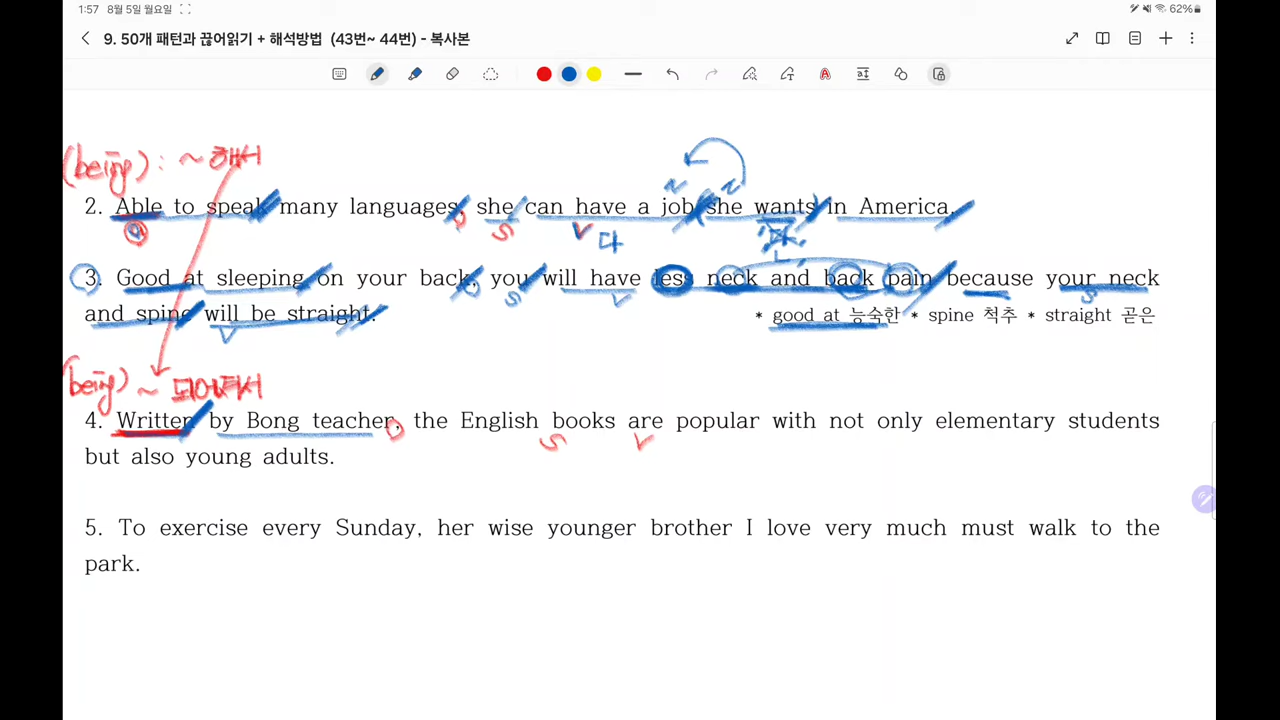 1:57 8월 5일 월요일 62%
9. 50개 패턴과 끊어읽기 + 해석방법 (43번~ 44번) - 복사본
(being) : ~ 해서
2. Able to speak many languages, she can have a job she wants in America.
S V 다
3. Good at sleeping on your back, you will have less neck and back pain because your neck
S V S
and spine will be straight. * good at 능숙한 * spine 척추 * straight 곧은
V
(being) ~ 되어져서
4. Written by Bong teacher, the English books are popular with not only elementary students
S V
but also young adults.
5. To exercise every Sunday, her wise younger brother I love very much must walk to the
park.